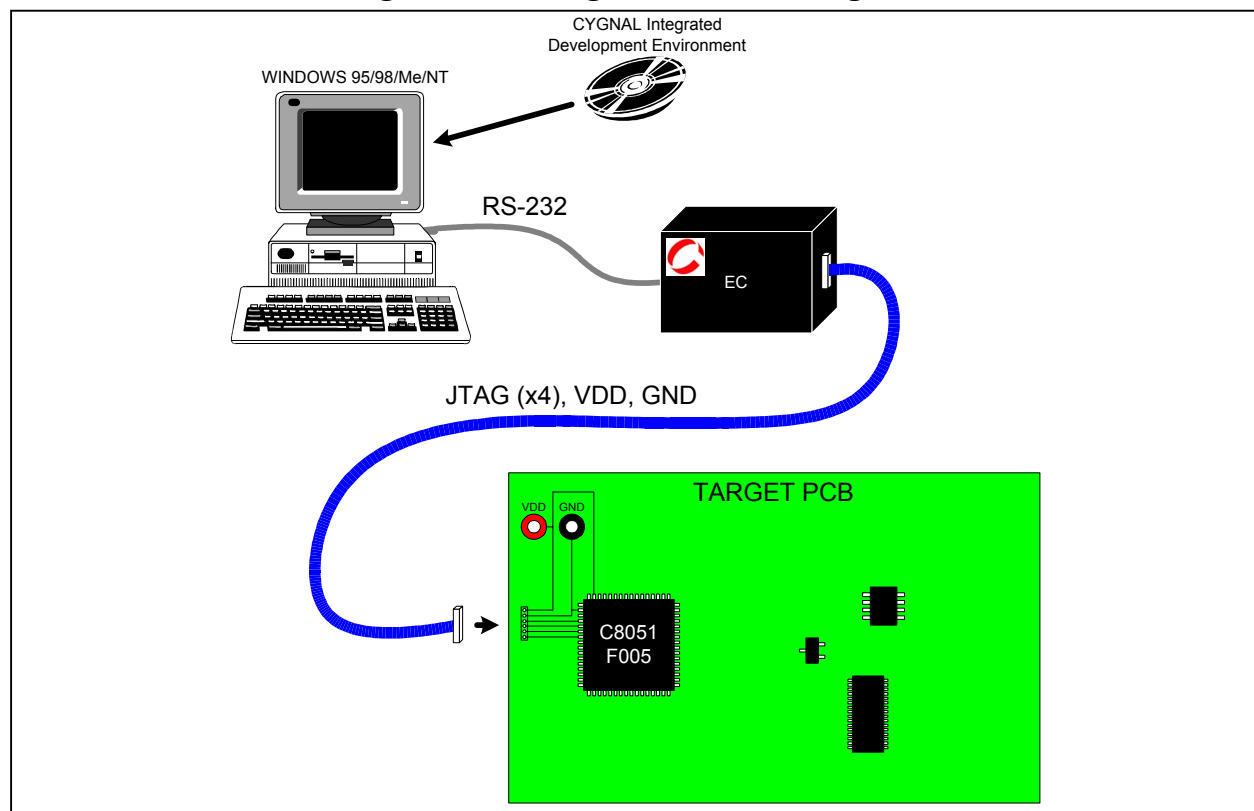 CYGNAL Integrated
Development Environment
WINDOWS 95/98/Me/NT
RS-232
EC
JTAG (x4), VDD, GND
TARGET PCB
VDD GND
C8051
F005